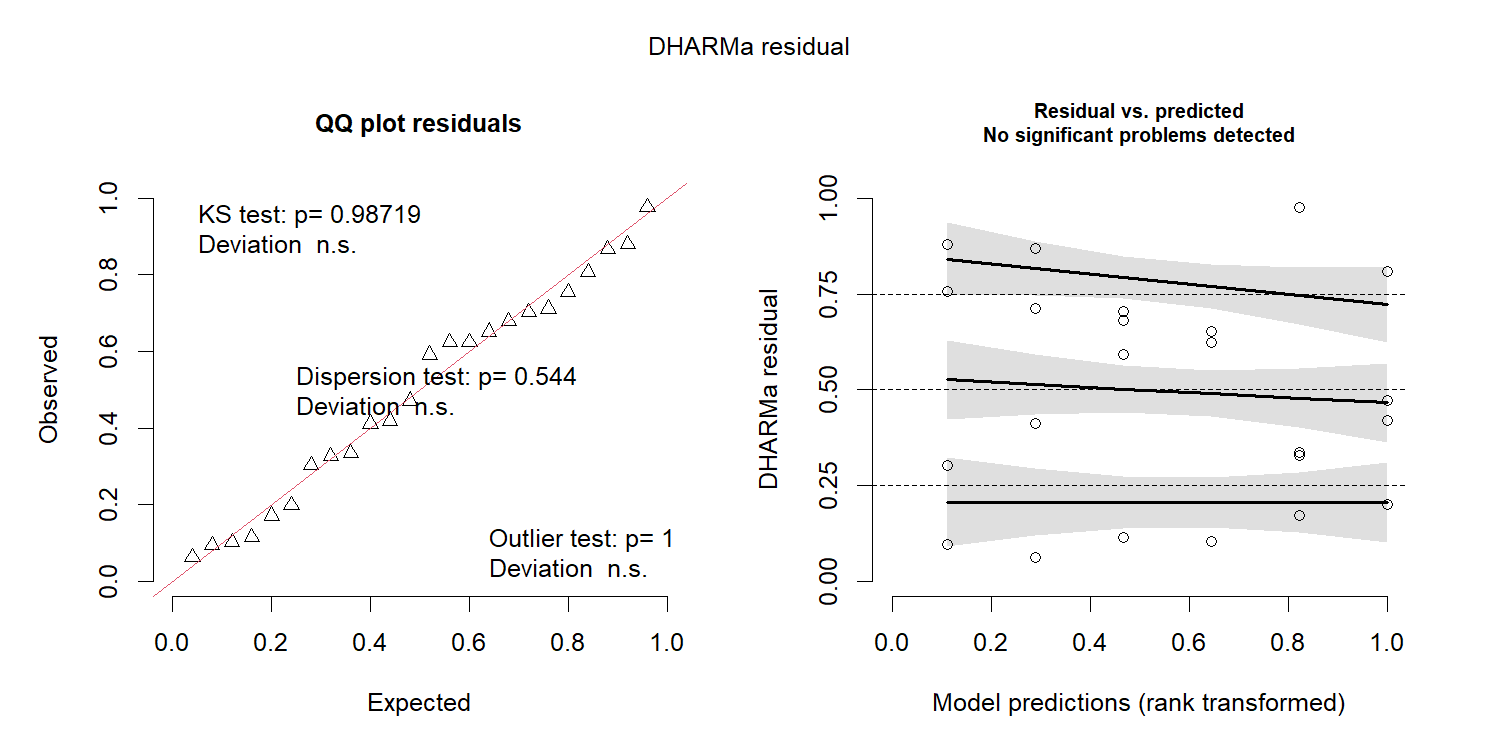 DHARMa residual
QQ plot residuals
KS test: p= 0.98719
Deviation  n.s.
Dispersion test: p= 0.544
Deviation  n.s.
Outlier test: p= 1
Deviation  n.s.
Observed
0.0 0.2 0.4 0.6 0.8 1.0
0.0 0.2 0.4 0.6 0.8 1.0
Expected
Residual vs. predicted
No significant problems detected
DHARMa residual
0.00 0.25 0.50 0.75 1.00
0.0 0.2 0.4 0.6 0.8 1.0
Model predictions (rank transformed)